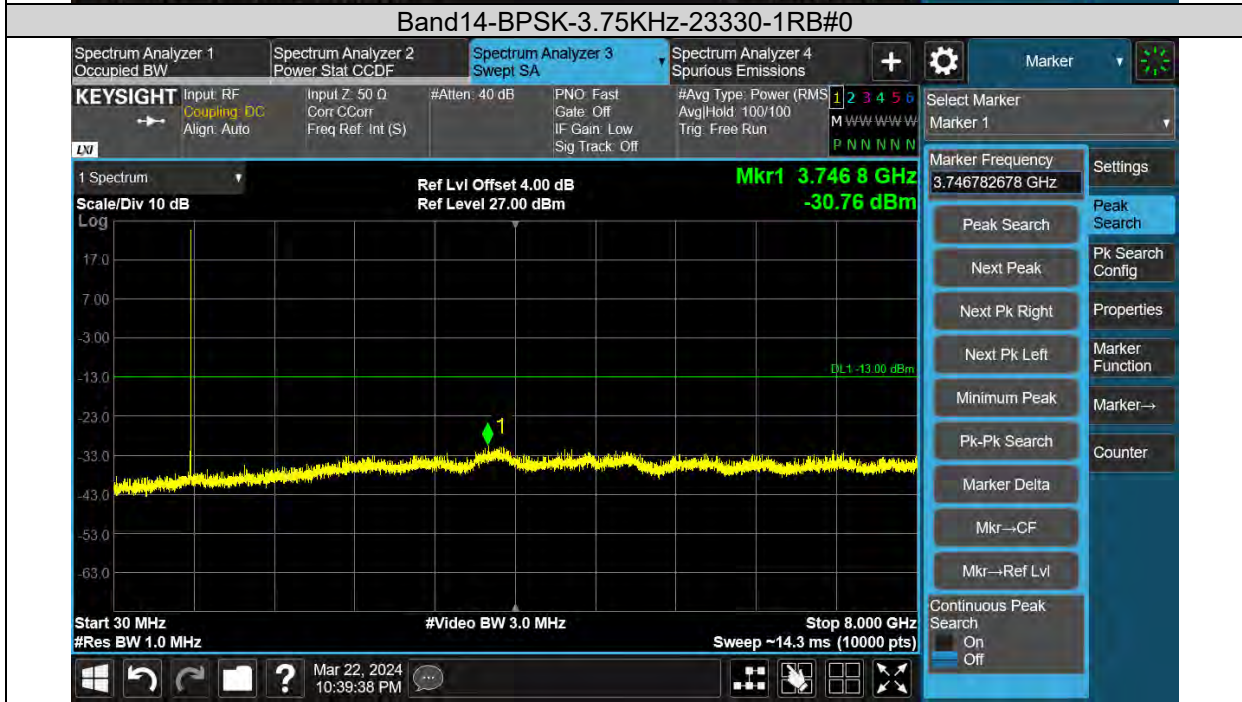 Band14-BPSK-3.75KHz-23330-1RB#0
Spectrum Analyzer 1
Occupied BW
Spectrum Analyzer 2
Power Stat CCDF
Spectrum Analyzer 3
Swept SA
Spectrum Analyzer 4
Spurious Emissions
+
Marker
KEYSIGHT
LXI
Input: RF
Coupling: DC
Align: Auto
Input Z: 50 Ω
Corr CCorr
Freq Ref: Int (S)
#Atten: 40 dB
PNO: Fast
Gate: Off
IF Gain: Low
Sig Track: Off
#Avg Type: Power (RMS
Avg|Hold: 100/100
Trig: Free Run
1 2 3 4 5 6
M W W W W W
P N N N N N
Select Marker
Marker 1
1 Spectrum
Scale/Div 10 dB
Ref Lvl Offset 4.00 dB
Ref Level 27.00 dBm
Mkr1 3.746 8 GHz
-30.76 dBm
Log
17.0
7.00
-3.00
-13.0
-23.0
-33.0
-43.0
-53.0
-63.0
DL1 -13.00 dBm
1
Start 30 MHz
#Res BW 1.0 MHz
#Video BW 3.0 MHz
Stop 8.000 GHz
Sweep ~14.3 ms (10000 pts)
Marker Frequency
3.746782678 GHz
Peak Search
Next Peak
Next Pk Right
Next Pk Left
Minimum Peak
Pk-Pk Search
Marker Delta
Mkr→CF
Mkr→Ref Lvl
Continuous Peak
Search
On
Off
Settings
Peak
Search
Pk Search
Config
Properties
Marker
Function
Marker→
Counter
?
Mar 22, 2024
10:39:38 PM